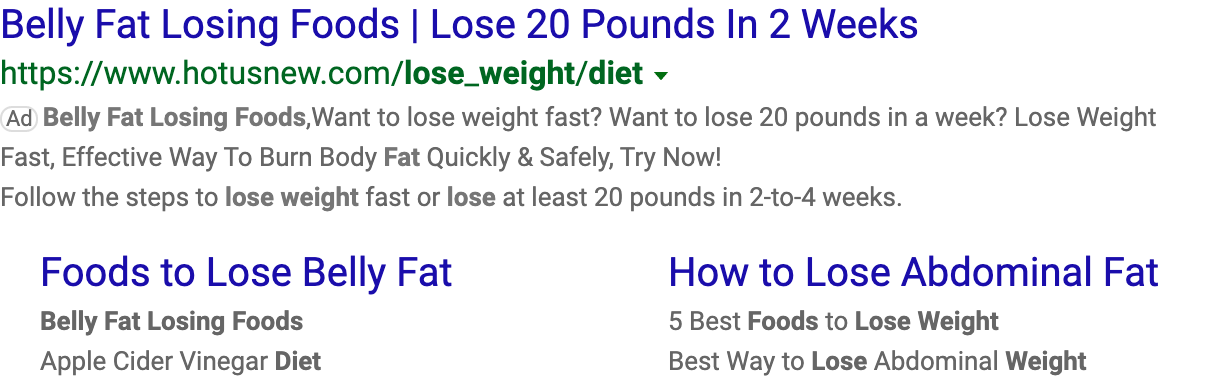 Belly Fat Losing Foods | Lose 20 Pounds In 2 Weeks
https://www.hotusnew.com/lose_weight/diet
Ad Belly Fat Losing Foods,Want to lose weight fast? Want to lose 20 pounds in a week? Lose Weight
Fast, Effective Way To Burn Body Fat Quickly & Safely, Try Now!
Follow the steps to lose weight fast or lose at least 20 pounds in 2-to-4 weeks.
Foods to Lose Belly Fat
Belly Fat Losing Foods
Apple Cider Vinegar Diet
How to Lose Abdominal Fat
5 Best Foods to Lose Weight
Best Way to Lose Abdominal Weight